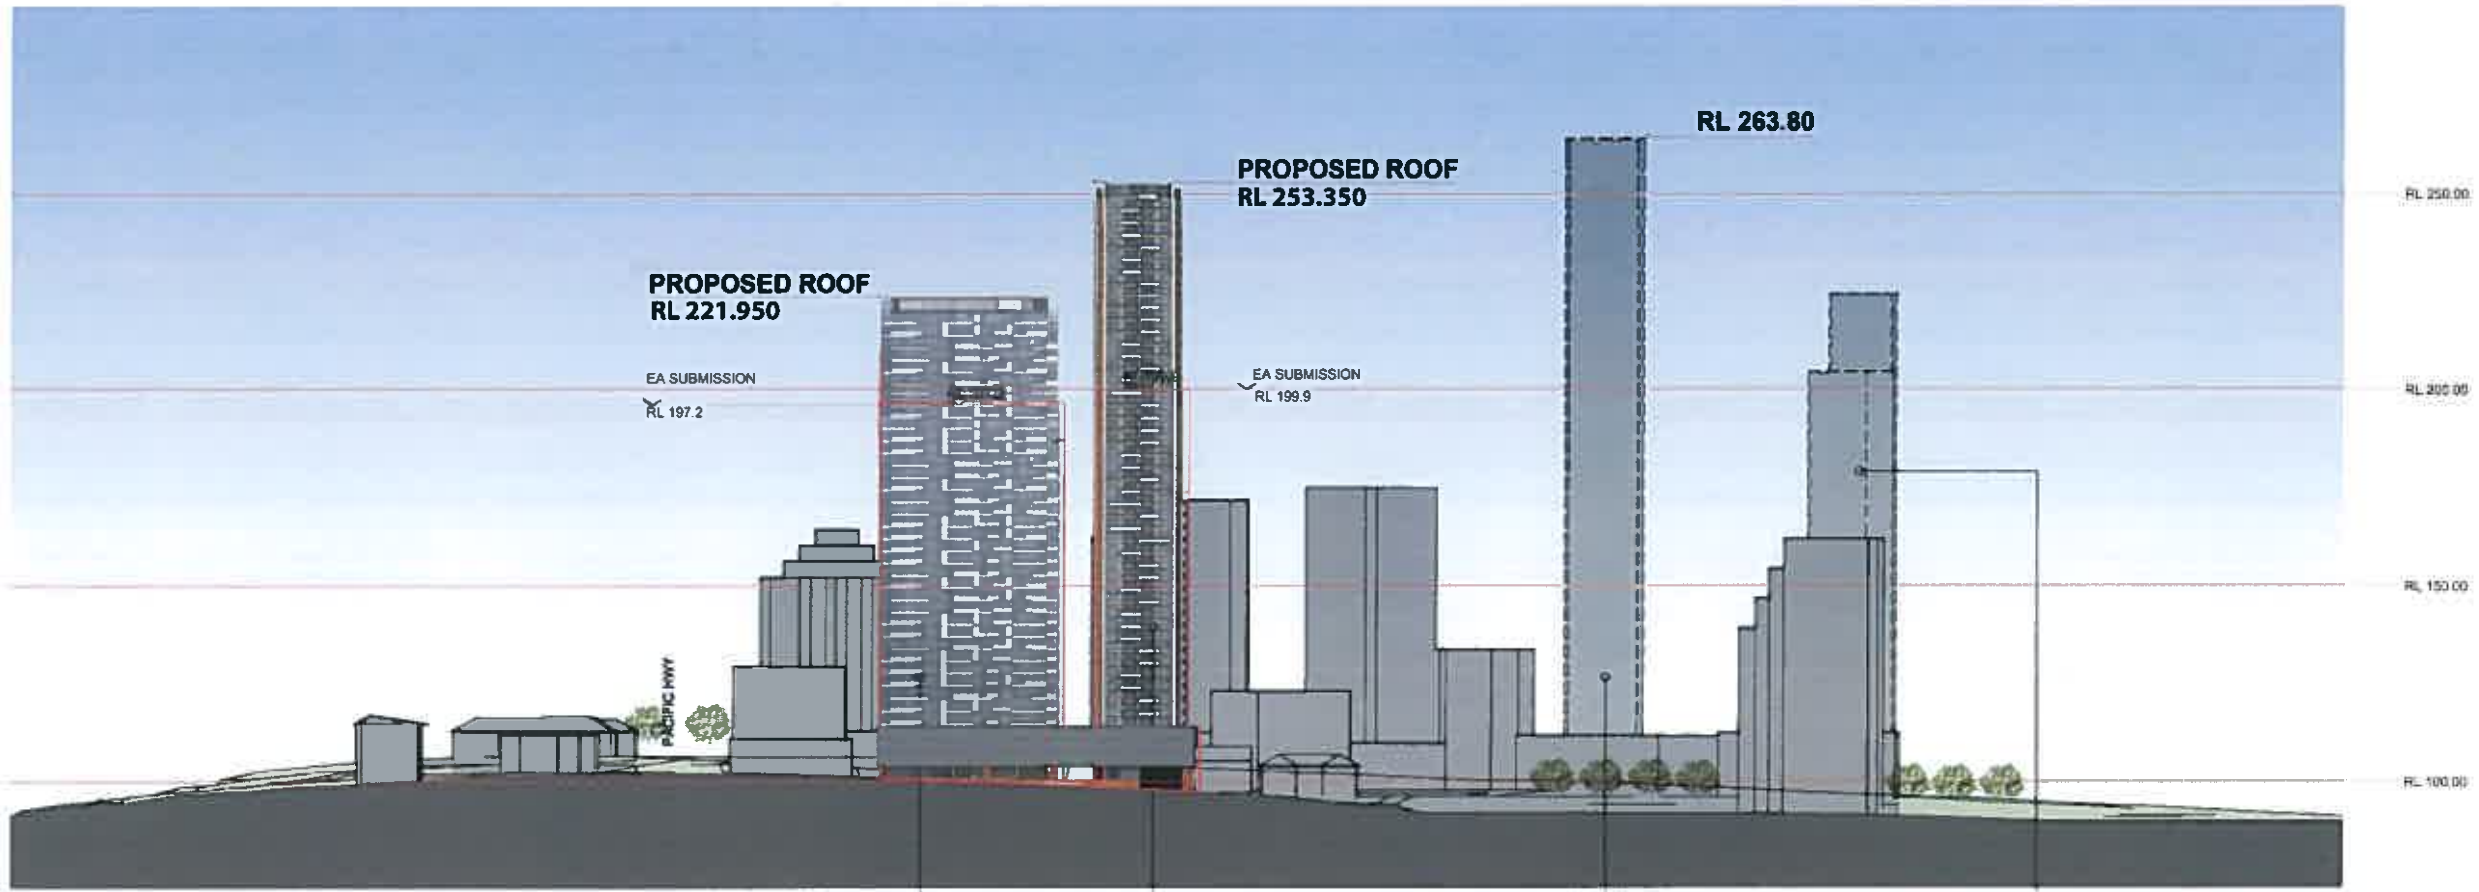 RL 263.80
PROPOSED ROOF
RL 253.350
RL 250.00
PROPOSED ROOF
RL 221.950
EA SUBMISSION
RL 197.2
EA SUBMISSION
RL 199.9
RL 200.00
RL 150.00
PACIFIC HWY
RL 100.00